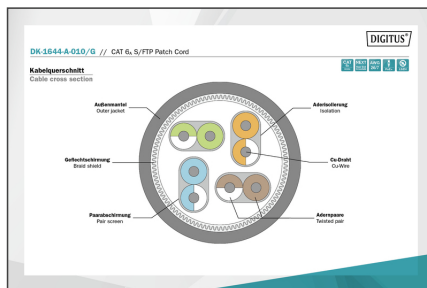 DIGITUS®
DK-1644-A-010/G // CAT 6A S/FTP Patch Cord
Kabelquerschnitt
Cable cross section
Außenmantel
Outer jacket
Aderisolierung
Isolation
Geflechtschirmung
Braid shield
Cu-Draht
Cu-Wire
Paarabschirmung
Pair screen
Adernpaare
Twisted pair